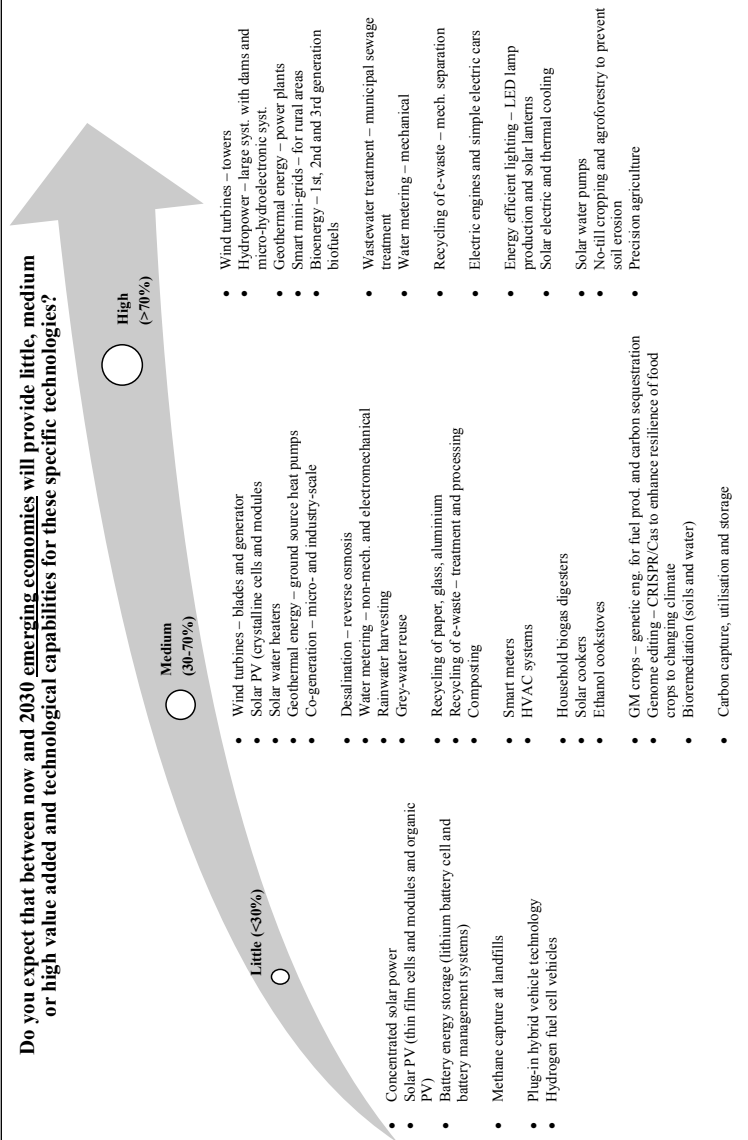 Do you expect that between now and 2030 emerging economies will provide little, medium
or high value added and technological capabilities for these specific technologies?
Little (<30%)
Medium
(30-70%)
High
(>70%)
• Concentrated solar power
• Solar PV (thin film cells and modules and organic
PV)
• Battery energy storage (lithium battery cell and
battery management systems)
• Methane capture at landfills
• Plug-in hybrid vehicle technology
• Hydrogen fuel cell vehicles
• Wind turbines – blades and generator
• Solar PV (crystalline cells and modules
• Solar water heaters
• Geothermal energy – ground source heat pumps
• Co-generation – micro- and industry-scale
• Desalination – reverse osmosis
• Water metering – non-mech. and electromechanical
• Rainwater harvesting
• Grey-water reuse
• Recycling of paper, glass, aluminium
• Recycling of e-waste – treatment and processing
• Composting
• Smart meters
• HVAC systems
• Household biogas digesters
• Solar cookers
• Ethanol cookstoves
• GM crops – genetic eng. for fuel prod. and carbon sequestration
• Genome editing – CRISPR/Cas to enhance resilience of food
crops to changing climate
• Bioremediation (soils and water)
• Carbon capture, utilisation and storage
• Wind turbines – towers
• Hydropower – large syst. with dams and
micro-hydroelectronic syst.
• Geothermal energy – power plants
• Smart mini-grids – for rural areas
• Bioenergy – 1st, 2nd and 3rd generation
biofuels
• Wastewater treatment – municipal sewage
treatment
• Water metering – mechanical
• Recycling of e-waste – mech. separation
• Electric engines and simple electric cars
• Energy efficient lighting – LED lamp
production and solar lanterns
• Solar electric and thermal cooling
• Solar water pumps
• No-till cropping and agroforestry to prevent
soil erosion
• Precision agriculture